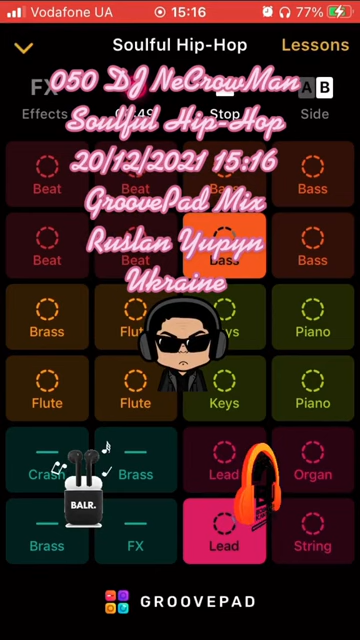 Vodafone UA 15:16 77%
Soulful Hip-Hop Lessons
FX A B
Effects Stop Side
050 DJ NeCrowMan
Soulful Hip-Hop
20/12/2021 15:16
GroovePad Mix
Ruslan Yupyn
Ukraine
Beat Beat Bass Bass
Beat Beat Bass Bass
Brass Flute Keys Piano
Flute Flute Keys Piano
Crash Brass Lead Organ
BALR.
Brass FX Lead String
GROOVEPAD